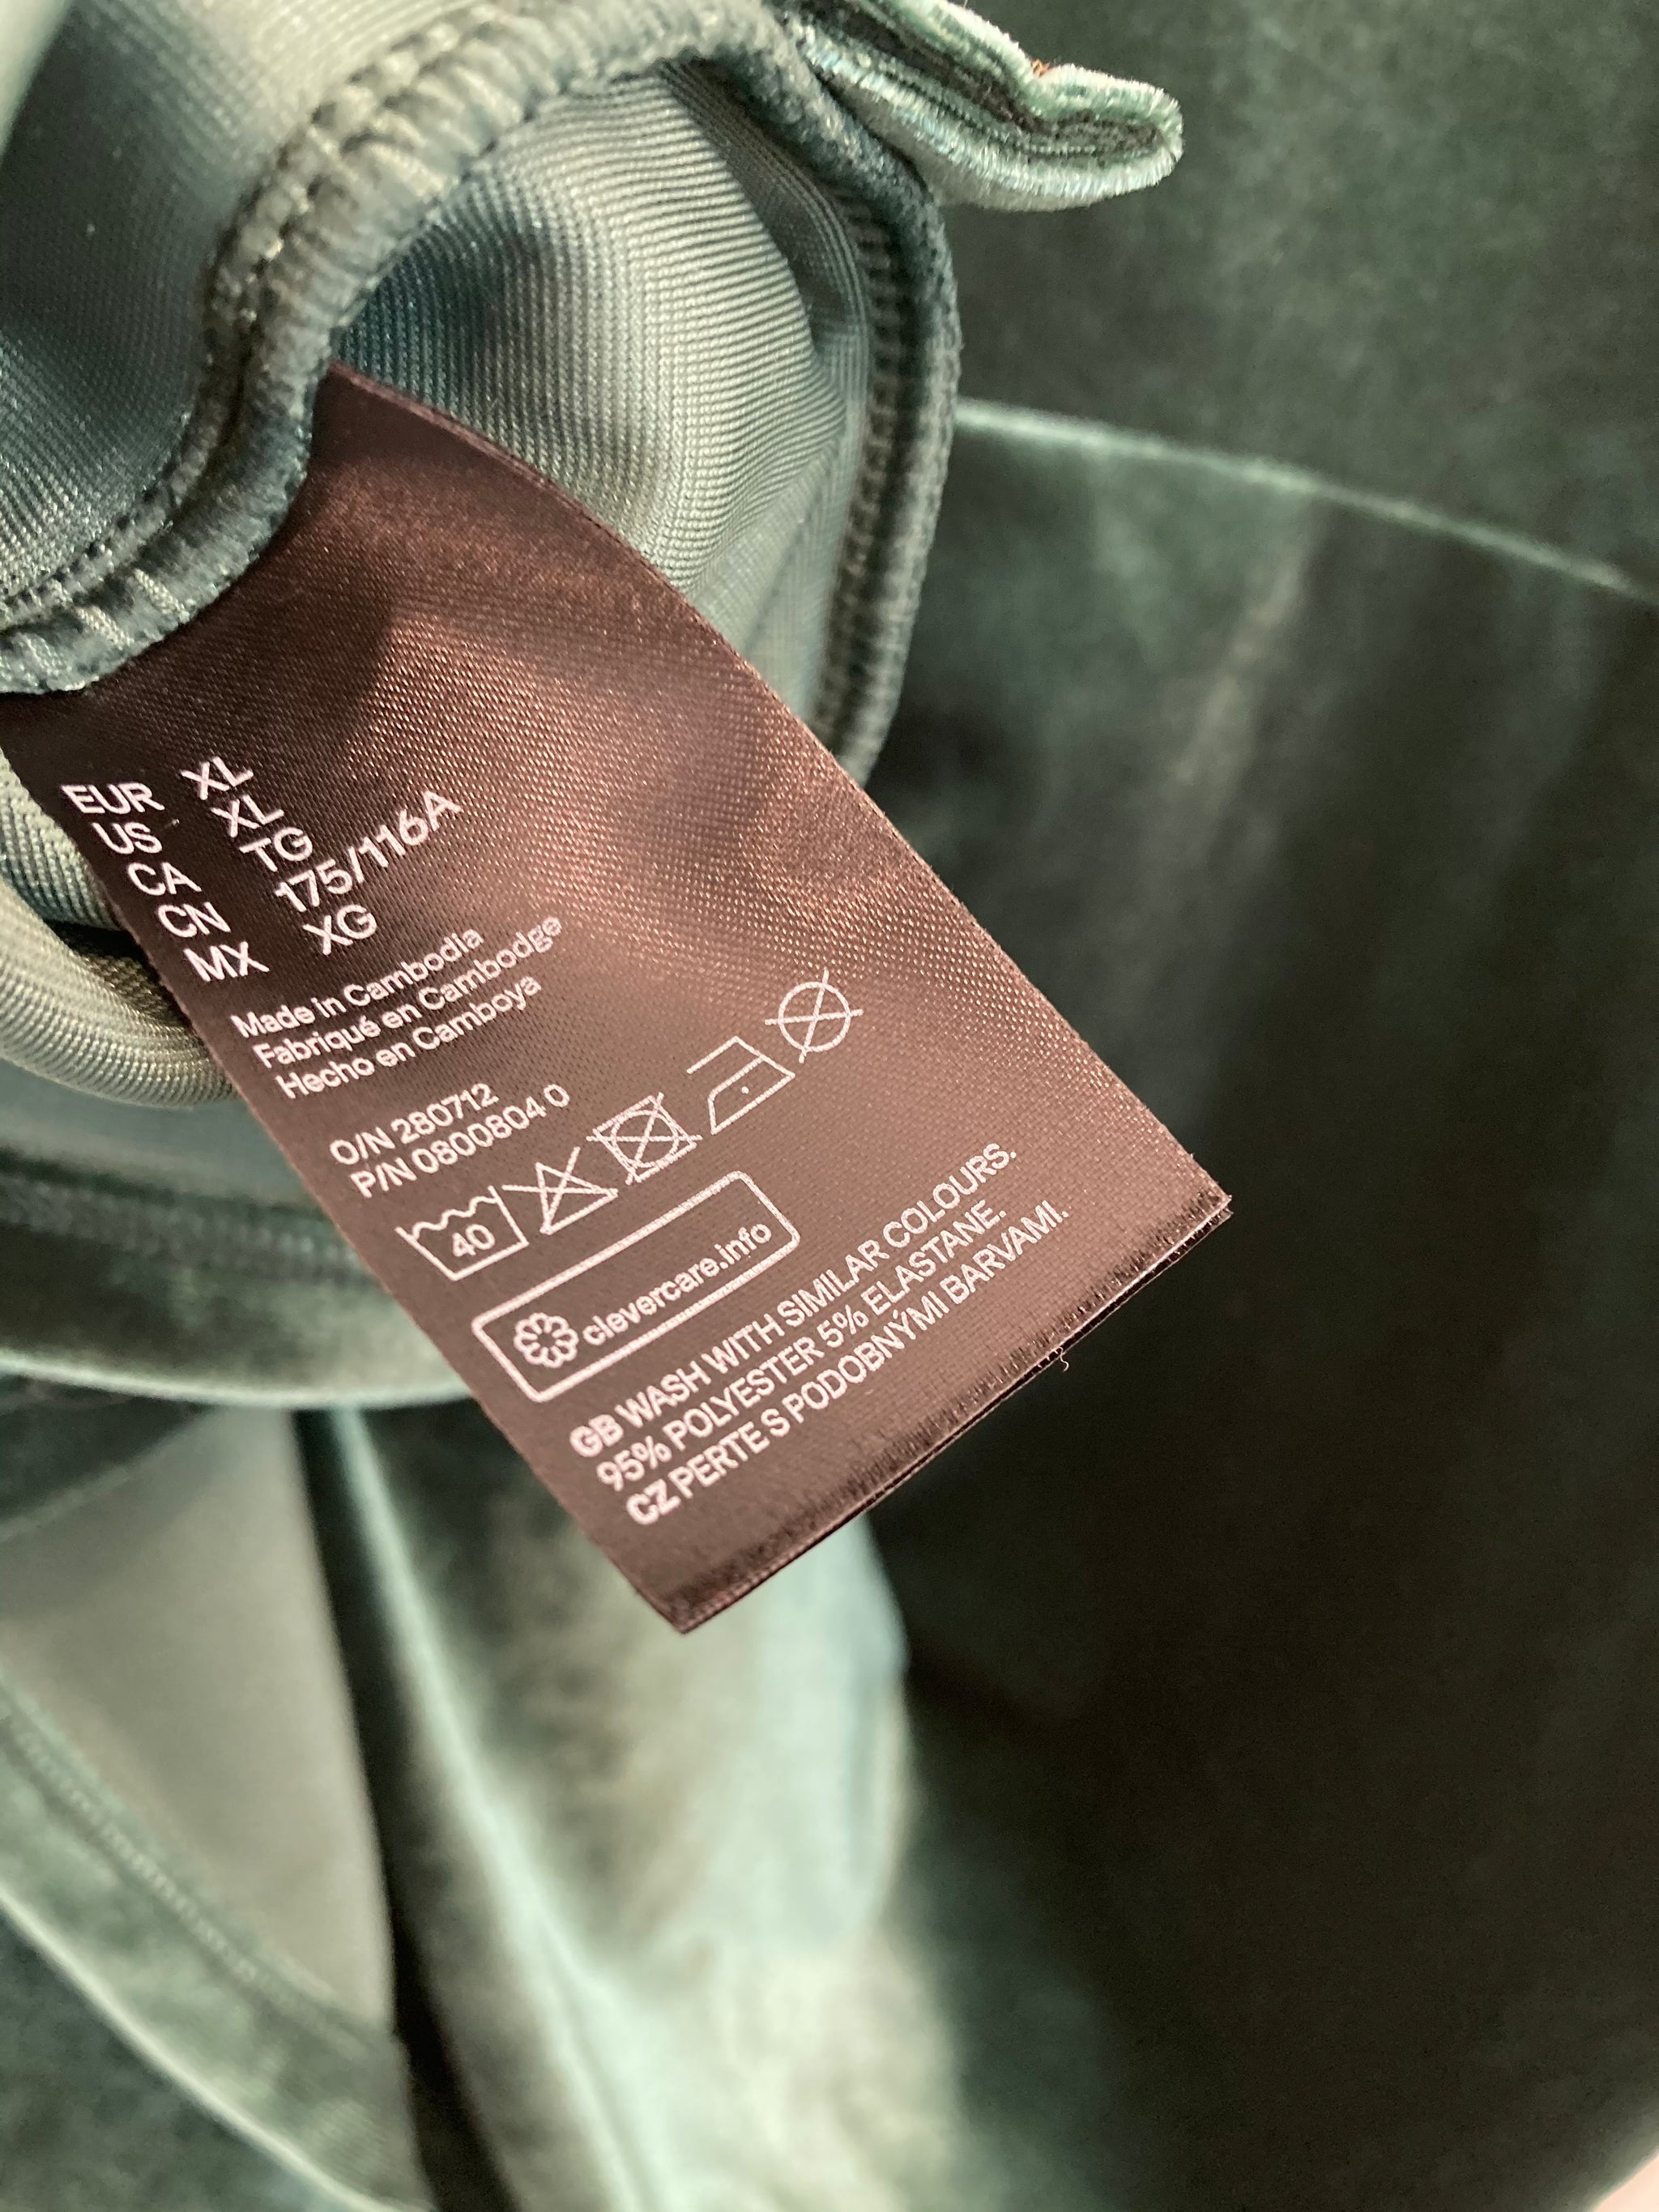 EUR XL
US XL
CA TG
CN 175/116A
MX XG
Made in Cambodia
Fabriqué en Cambodge
Hecho en Camboya
O/N 280712
P/N 0800804 0
40
clevercare.info
GB WASH WITH SIMILAR COLOURS.
95% POLYESTER 5% ELASTANE.
CZ PERTE S PODOBNÝMI BARVAMI.